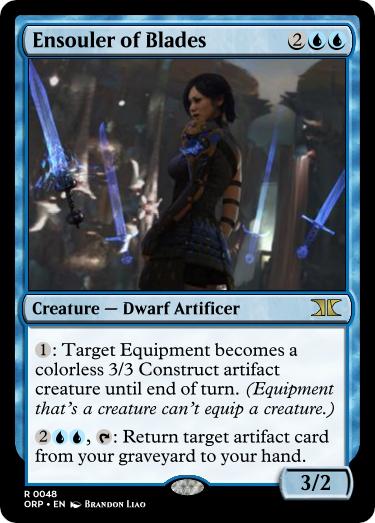 Ensouler of Blades 2UU
Creature — Dwarf Artificer
1: Target Equipment becomes a
colorless 3/3 Construct artifact
creature until end of turn. (Equipment
that's a creature can't equip a creature.)
2UU, T: Return target artifact card
from your graveyard to your hand.
3/2
R 0048
ORP • EN Brandon Liao